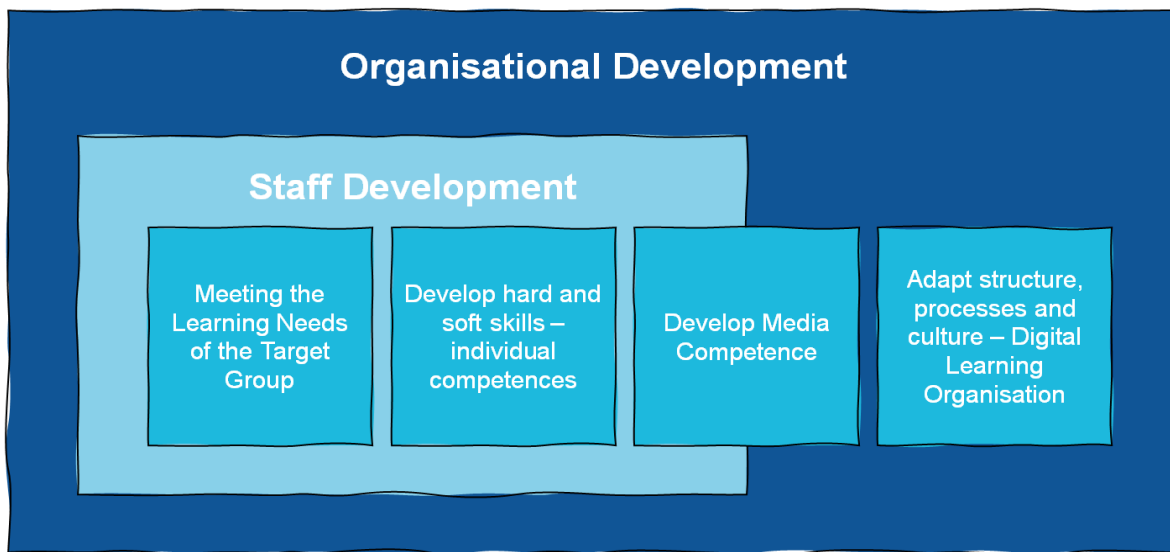 Organisational Development
Staff Development
Meeting the
Learning Needs
of the Target
Group
Develop hard and
soft skills –
individual
competences
Develop Media
Competence
Adapt structure,
processes and
culture – Digital
Learning
Organisation